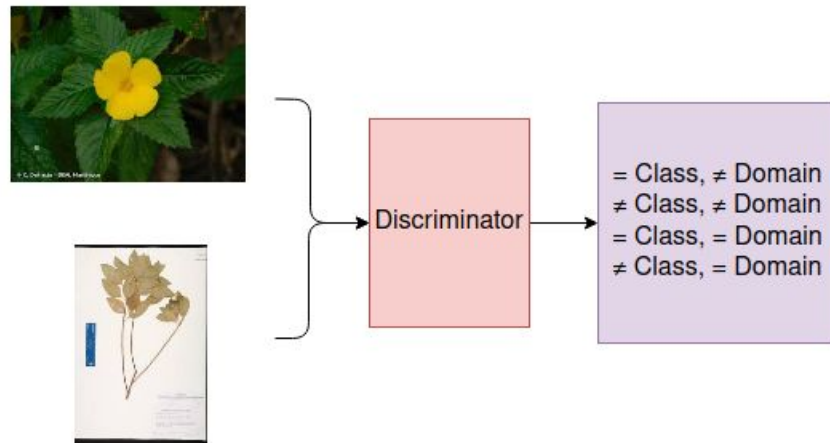 Discriminator
= Class, ≠ Domain
≠ Class, ≠ Domain
= Class, = Domain
≠ Class, = Domain